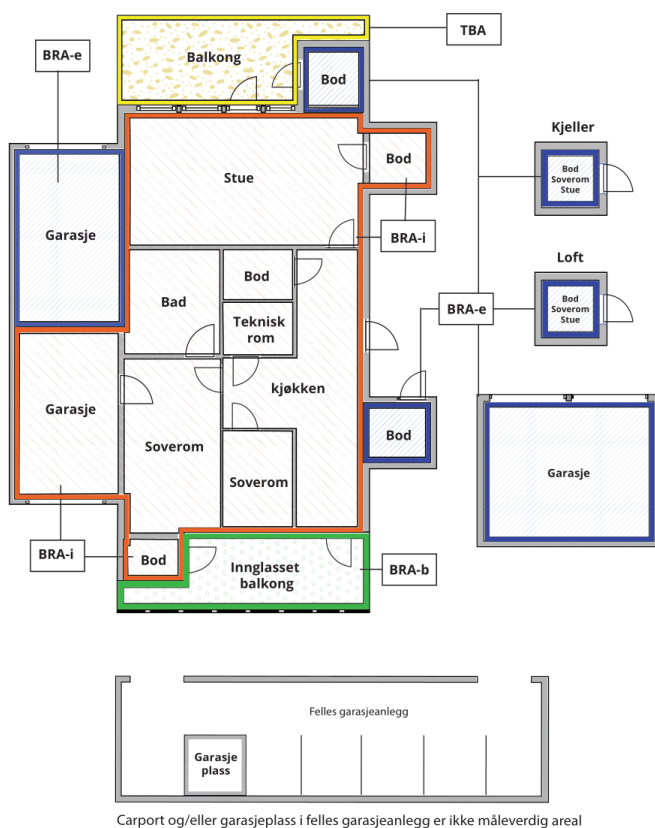 TBA
BRA-e
Balkong
Bod
Kjeller
Bod
Soverom
Stue
Bod
Stue
BRA-i
Garasje
Loft
Bod
BRA-e
Bad
Bod
Soverom
Stue
Teknisk
rom
kjøkken
Garasje
Soverom
Bod
Garasje
Soverom
BRA-i
Bod
Innglasset
balkong
BRA-b
Felles garasjeanlegg
Garasje
plass
Carport og/eller garasjeplass i felles garasjeanlegg er ikke måleverdig areal